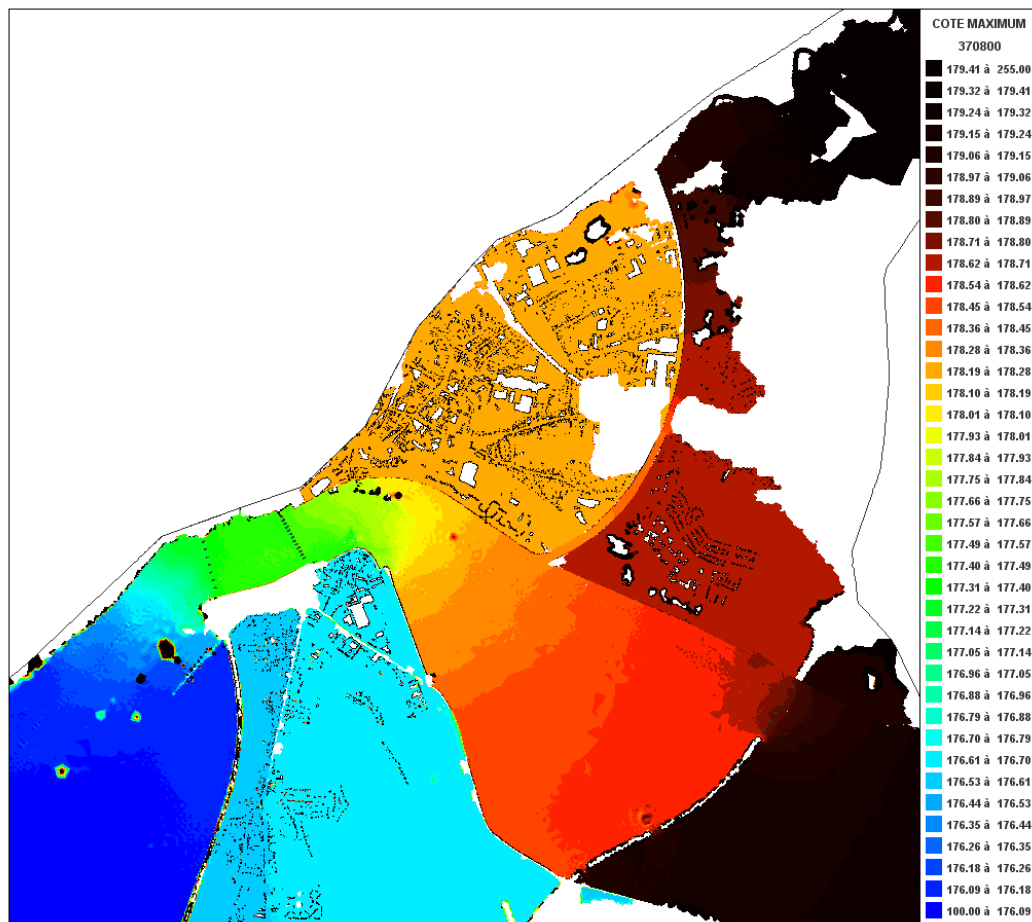 COTE MAXIMUM
370800
179.41 à 255.00
179.32 à 179.41
179.24 à 179.32
179.15 à 179.24
179.06 à 179.15
178.97 à 179.06
178.89 à 178.97
178.80 à 178.89
178.71 à 178.80
178.62 à 178.71
178.54 à 178.62
178.45 à 178.54
178.36 à 178.45
178.28 à 178.36
178.19 à 178.28
178.10 à 178.19
178.01 à 178.10
177.93 à 178.01
177.84 à 177.93
177.75 à 177.84
177.66 à 177.75
177.57 à 177.66
177.49 à 177.57
177.40 à 177.49
177.31 à 177.40
177.22 à 177.31
177.14 à 177.22
177.05 à 177.14
176.96 à 177.05
176.88 à 176.96
176.79 à 176.88
176.70 à 176.79
176.61 à 176.70
176.53 à 176.61
176.44 à 176.53
176.35 à 176.44
176.26 à 176.35
176.18 à 176.26
176.09 à 176.18
100.00 à 176.09